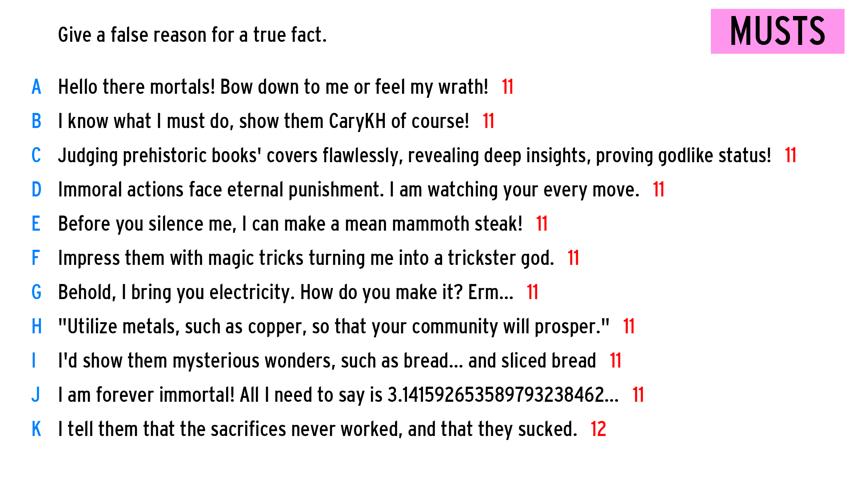 Give a false reason for a true fact.
MUSTS
A Hello there mortals! Bow down to me or feel my wrath! 11
B I know what I must do, show them CaryKH of course! 11
C Judging prehistoric books' covers flawlessly, revealing deep insights, proving godlike status! 11
D Immoral actions face eternal punishment. I am watching your every move. 11
E Before you silence me, I can make a mean mammoth steak! 11
F Impress them with magic tricks turning me into a trickster god. 11
G Behold, I bring you electricity. How do you make it? Erm... 11
H "Utilize metals, such as copper, so that your community will prosper." 11
I I'd show them mysterious wonders, such as bread... and sliced bread 11
J I am forever immortal! All I need to say is 3.141592653589793238462... 11
K I tell them that the sacrifices never worked, and that they sucked. 12